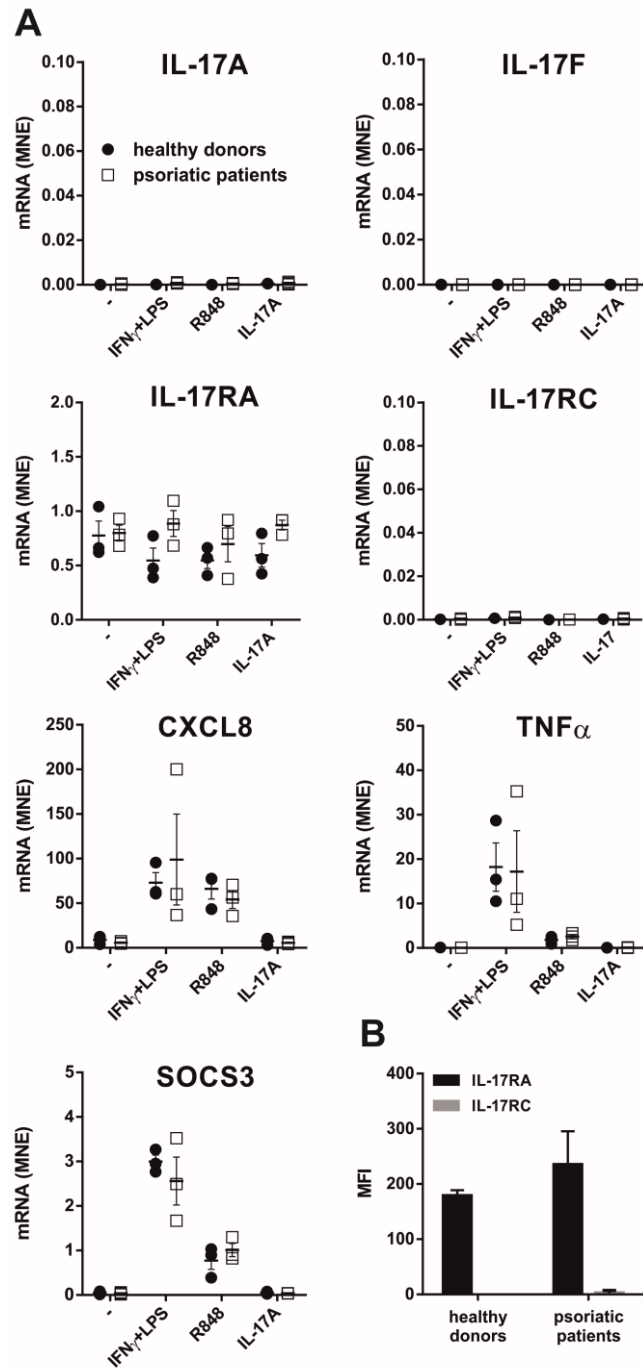 A
IL-17A
mRNA (MNE)
0.10
0.08
0.06
0.04
0.02
0.00
healthy donors
psoriatic patients
-
IFNγ+LPS
R848
IL-17A
IL-17F
mRNA (MNE)
0.10
0.08
0.06
0.04
0.02
0.00
-
IFNγ+LPS
R848
IL-17A
IL-17RA
mRNA (MNE)
2.0
1.5
1.0
0.5
0.0
-
IFNγ+LPS
R848
IL-17A
IL-17RC
mRNA (MNE)
0.10
0.08
0.06
0.04
0.02
0.00
-
IFNγ+LPS
R848
IL-17
CXCL8
mRNA (MNE)
250
200
150
100
50
0
-
IFNγ+LPS
R848
IL-17A
TNFα
mRNA (MNE)
50
40
30
20
10
0
-
IFNγ+LPS
R848
IL-17A
SOCS3
mRNA (MNE)
5
4
3
2
1
0
-
IFNγ+LPS
R848
IL-17A
B
MFI
400
300
200
100
0
IL-17RA
IL-17RC
healthy
donors
psoriatic
patients